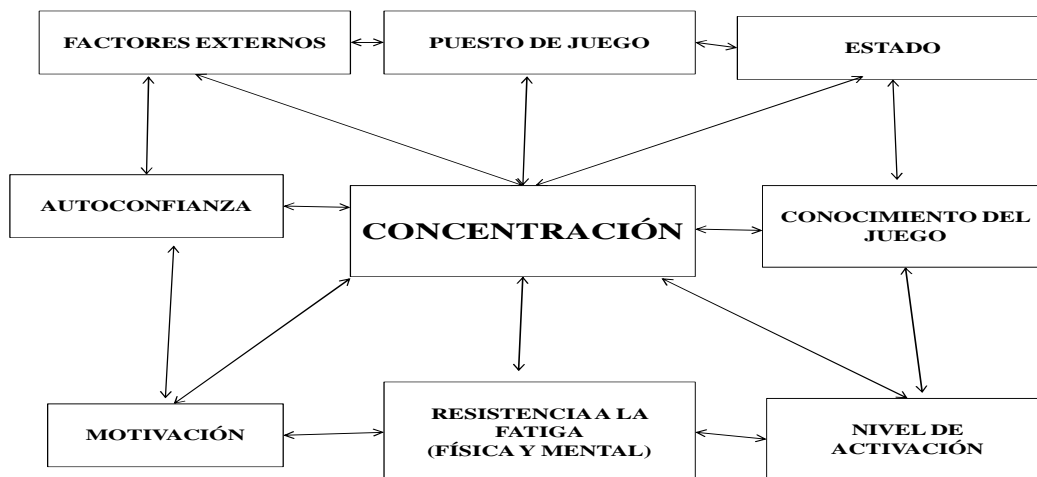 FACTORES EXTERNOS
PUESTO DE JUEGO
ESTADO
AUTOCONFIANZA
CONCENTRACIÓN
CONOCIMIENTO DEL
JUEGO
MOTIVACIÓN
RESISTENCIA A LA
FATIGA
(FÍSICA Y MENTAL)
NIVEL DE
ACTIVACIÓN